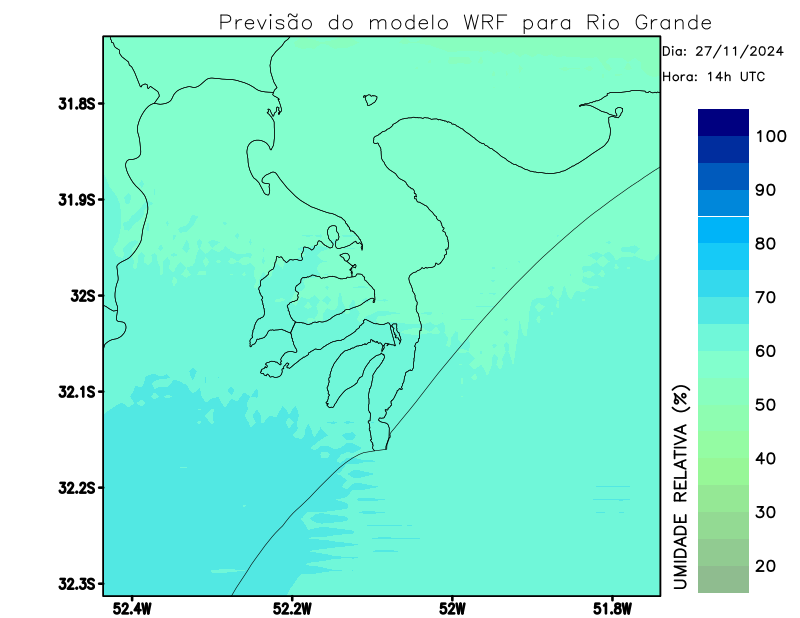 Previsão do modelo WRF para Rio Grande
Dia: 27/11/2024
Hora: 14h UTC
31.8S
31.9S
32S
32.1S
32.2S
32.3S
52.4W
52.2W
52W
51.8W
100
90
80
70
60
50
40
30
20
UMIDADE RELATIVA (%)